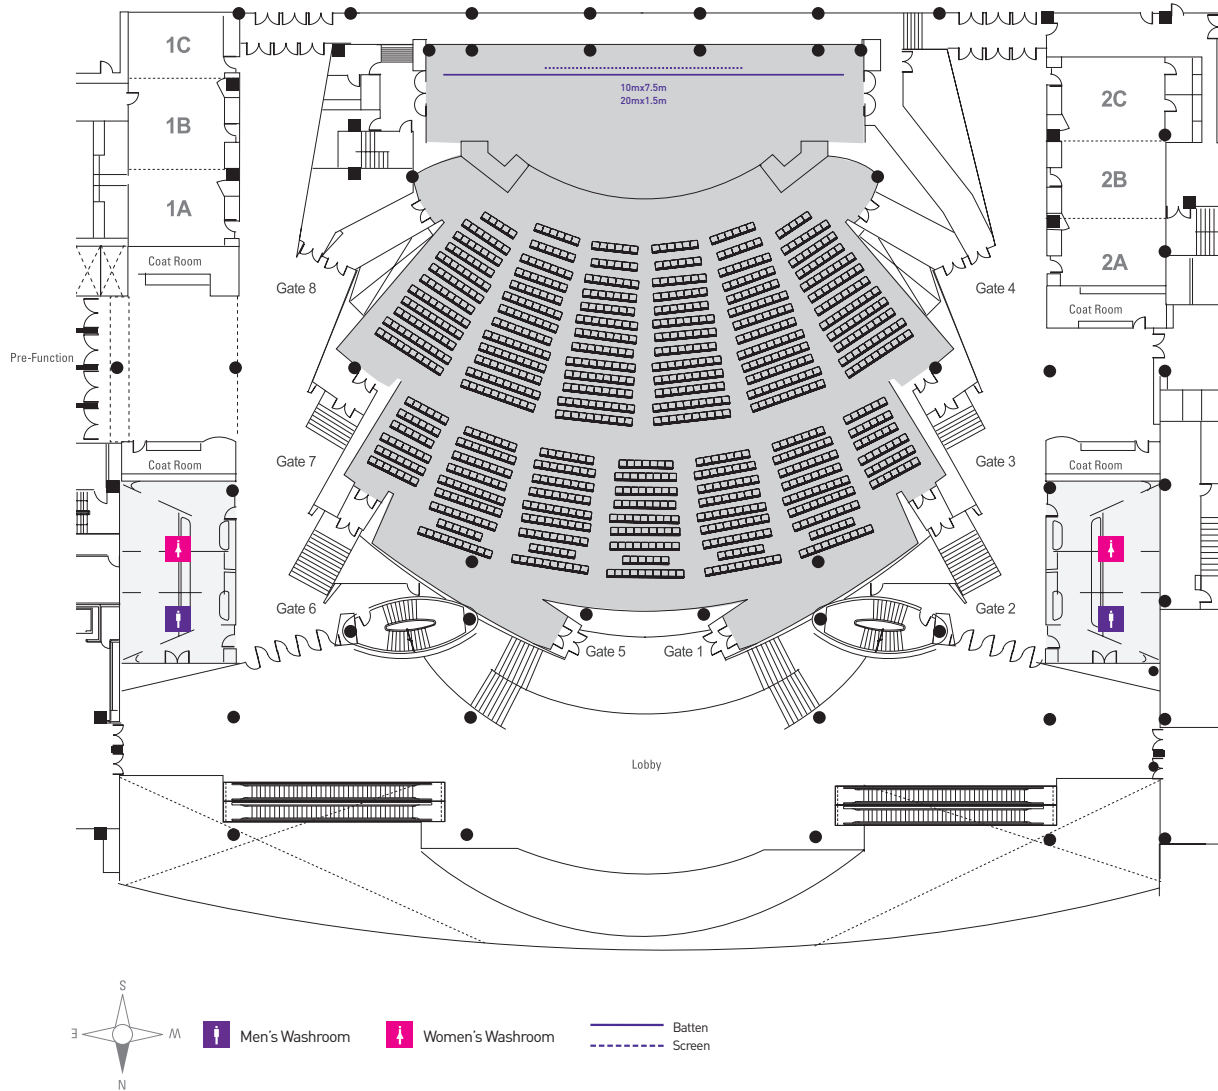 1C
10mx7.5m
20mx1.5m
2C
1B
2B
1A
2A
Coat Room
Gate 8
Gate 4
Coat Room
Pre-Function
Gate 7
Gate 3
Coat Room
Coat Room
Gate 6
Gate 2
Gate 5
Gate 1
Lobby
S
E
W
N
Men's Washroom
Women's Washroom
Batten
Screen